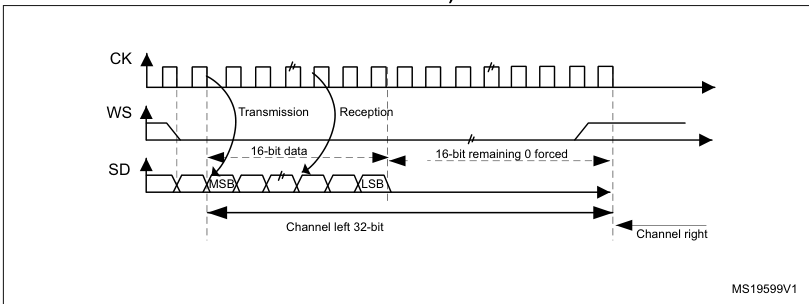 CK
Transmission
Reception
WS
16-bit data
16-bit remaining 0 forced
SD
MSB
LSB
Channel left 32-bit
Channel right
MS19599V1